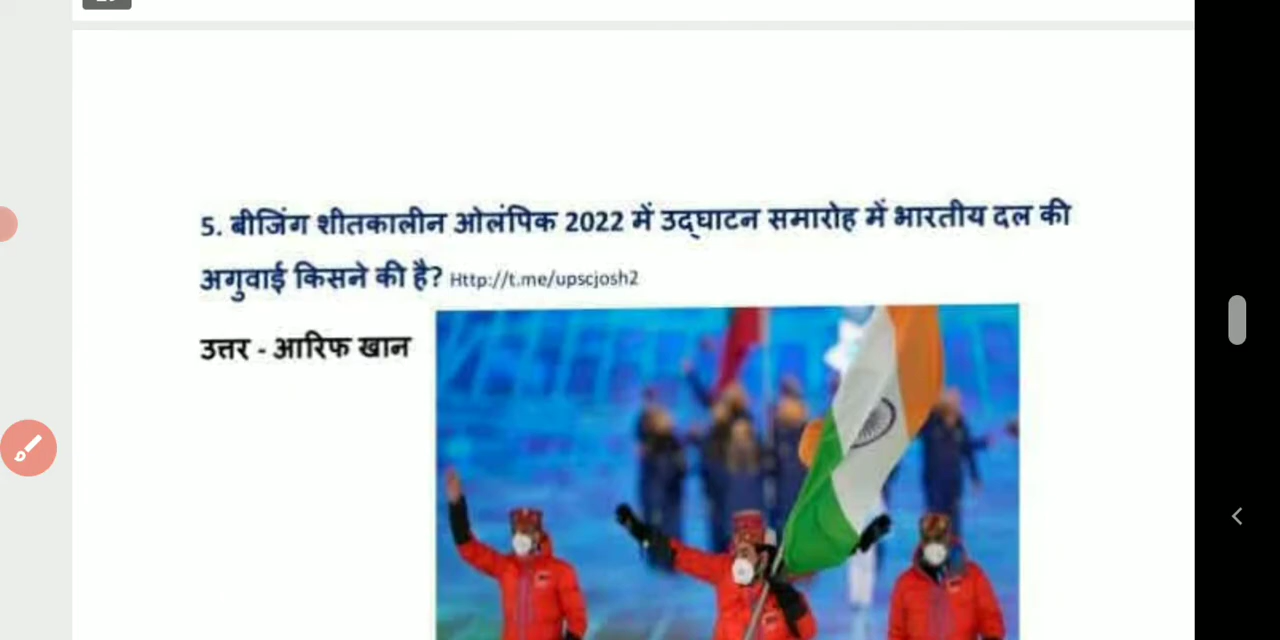 5. बीजिंग शीतकालीन ओलंपिक 2022 में उद्घाटन समारोह में भारतीय दल की
अगुवाई किसने की है? Http://t.me/upscjosh2
उत्तर - आरिफ खान